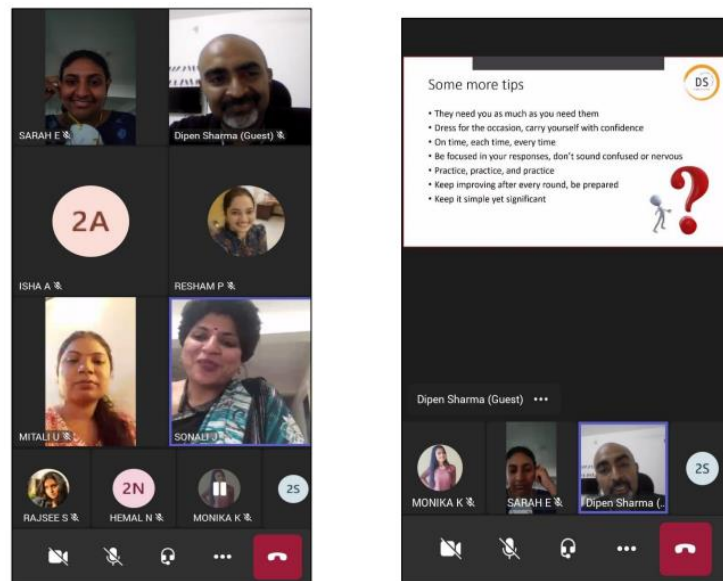 SARAH E
Dipen Sharma (Guest)
2A
ISHA A
RESHAM P
MITALI U
SONALI J
2N
2S
RAJSEE S
HEMAL N
MONIKA K
Some more tips
DS
• They need you as much as you need them
• Dress for the occasion, carry yourself with confidence
• On time, each time, every time
• Be focused in your responses, don't sound confused or nervous
• Practice, practice, and practice
• Keep improving after every round, be prepared
• Keep it simple yet significant
?
Dipen Sharma (Guest) •••
2S
MONIKA K
SARAH E
Dipen Sharma (..